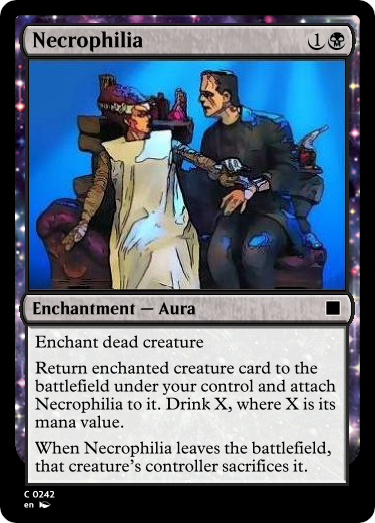 Necrophilia 1
Enchantment — Aura
Enchant dead creature
Return enchanted creature card to the
battlefield under your control and attach
Necrophilia to it. Drink X, where X is its
mana value.
When Necrophilia leaves the battlefield,
that creature's controller sacrifices it.
C 0242
en